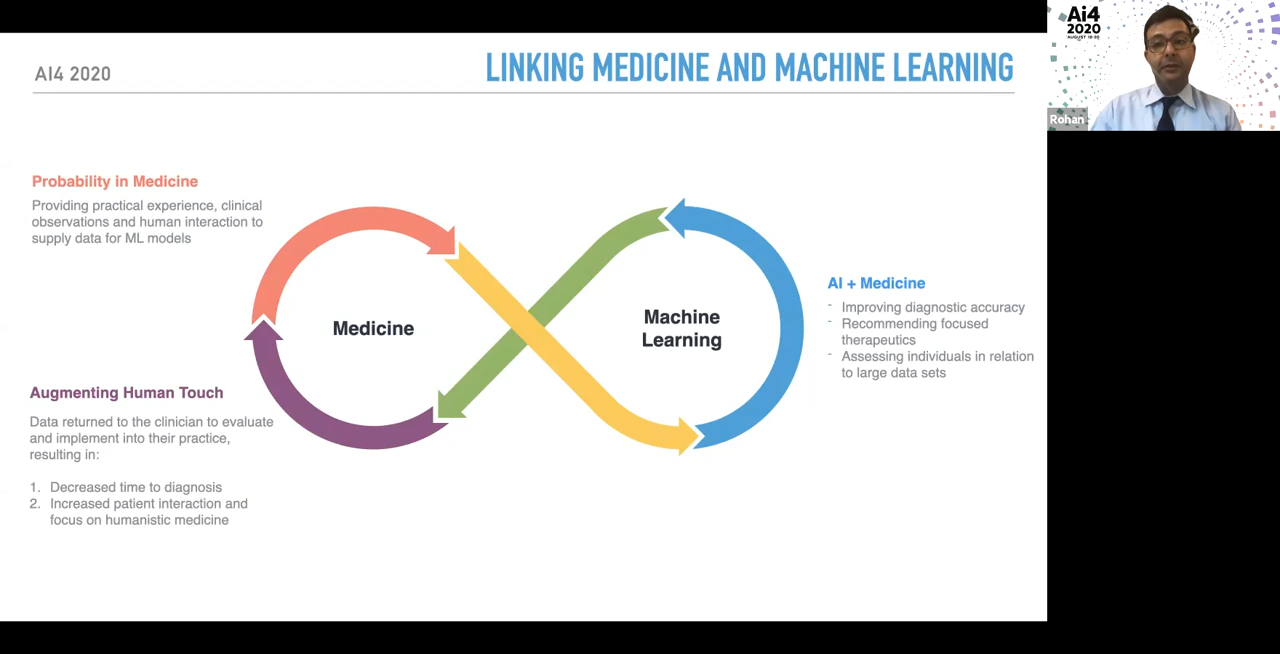 AI4 2020
LINKING MEDICINE AND MACHINE LEARNING
Ai4
2020
AUGUST 18-20
Rohan
Probability in Medicine
Providing practical experience, clinical
observations and human interaction to
supply data for ML models
Medicine
Machine
Learning
AI + Medicine
- Improving diagnostic accuracy
- Recommending focused
therapeutics
- Assessing individuals in relation
to large data sets
Augmenting Human Touch
Data returned to the clinician to evaluate
and implement into their practice,
resulting in:
1. Decreased time to diagnosis
2. Increased patient interaction and
focus on humanistic medicine